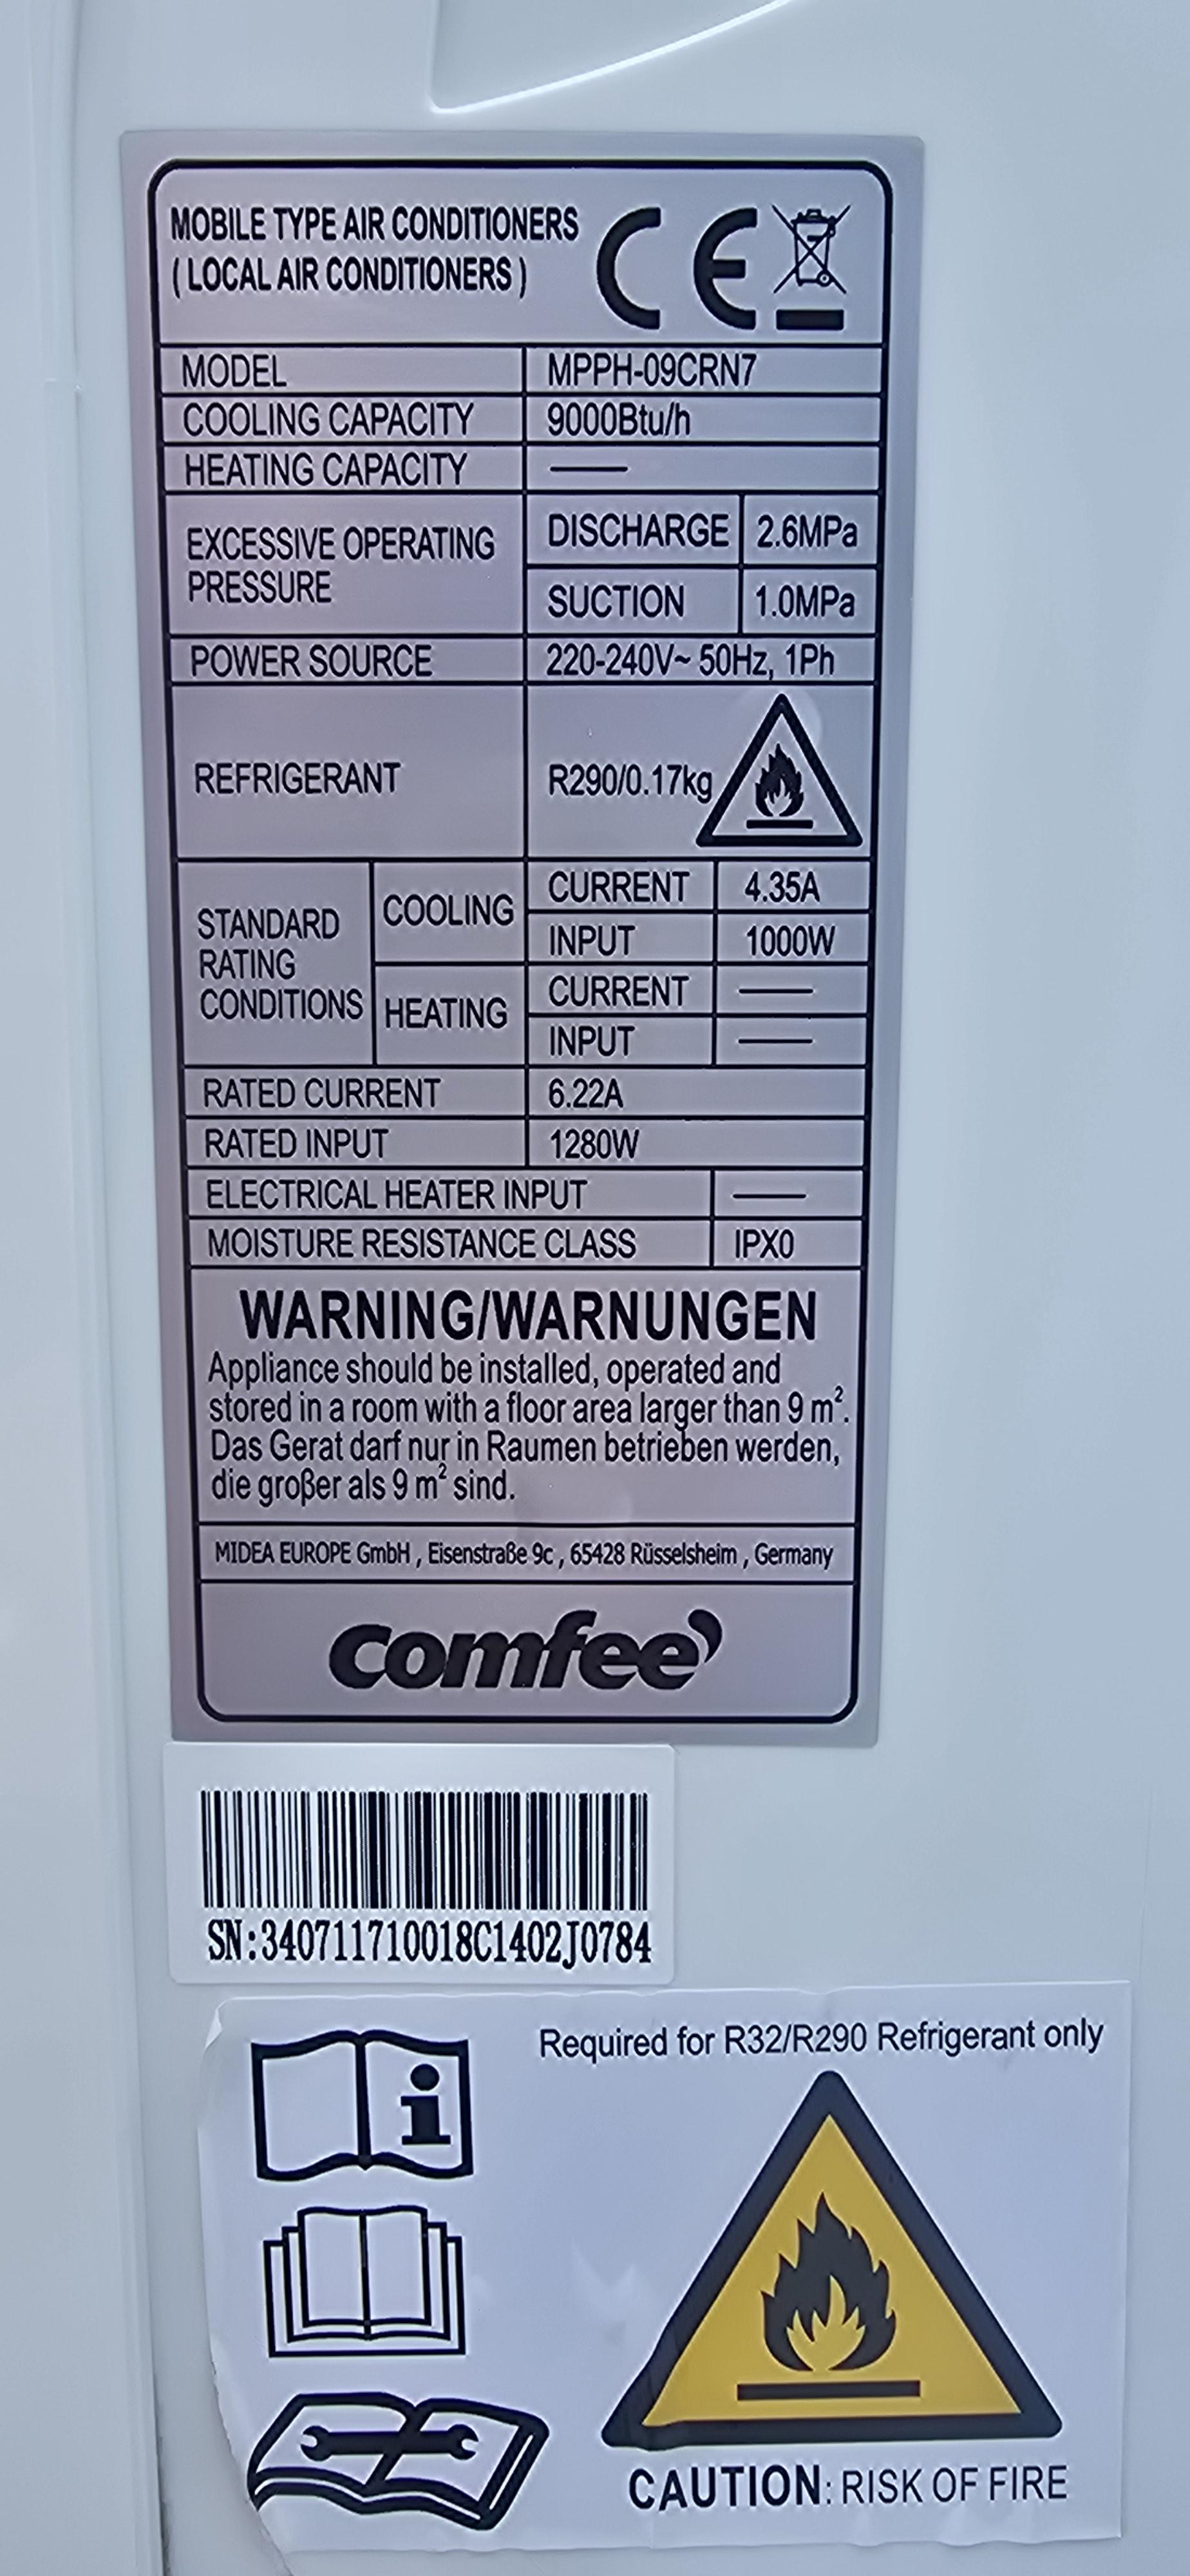 MOBILE TYPE AIR CONDITIONERS
( LOCAL AIR CONDITIONERS )
CE
MODEL MPPH-09CRN7
COOLING CAPACITY 9000Btu/h
HEATING CAPACITY ——
EXCESSIVE OPERATING PRESSURE
DISCHARGE 2.6MPa
SUCTION 1.0MPa
POWER SOURCE 220-240V~ 50Hz, 1Ph
REFRIGERANT R290/0.17kg
STANDARD RATING CONDITIONS
COOLING
CURRENT 4.35A
INPUT 1000W
HEATING
CURRENT ——
INPUT ——
RATED CURRENT 6.22A
RATED INPUT 1280W
ELECTRICAL HEATER INPUT ——
MOISTURE RESISTANCE CLASS IPX0
WARNING/WARNUNGEN
Appliance should be installed, operated and
stored in a room with a floor area larger than 9 m².
Das Gerat darf nur in Raumen betrieben werden,
die großer als 9 m² sind.
MIDEA EUROPE GmbH , Eisenstraße 9c , 65428 Rüsselsheim , Germany
comfee’
SN:340711710018C1402J0784
Required for R32/R290 Refrigerant only
CAUTION: RISK OF FIRE